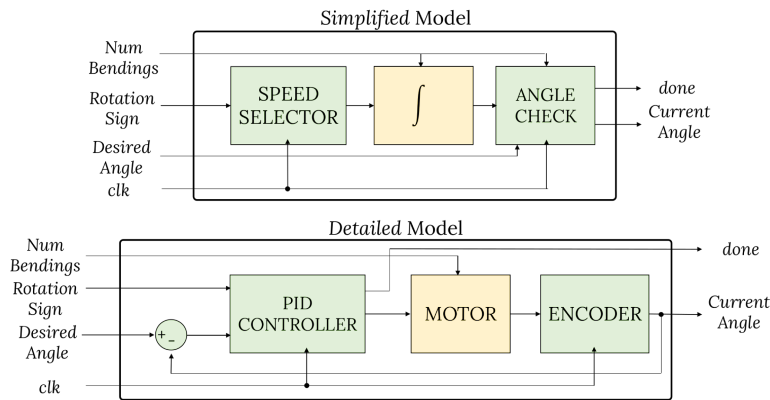 Simplified Model
Num
Bendings
Rotation
Sign
Desired
Angle
clk
SPEED
SELECTOR
∫
ANGLE
CHECK
done
Current
Angle
Detailed Model
Num
Bendings
Rotation
Sign
Desired
Angle
clk
+
-
PID
CONTROLLER
MOTOR
ENCODER
done
Current
Angle